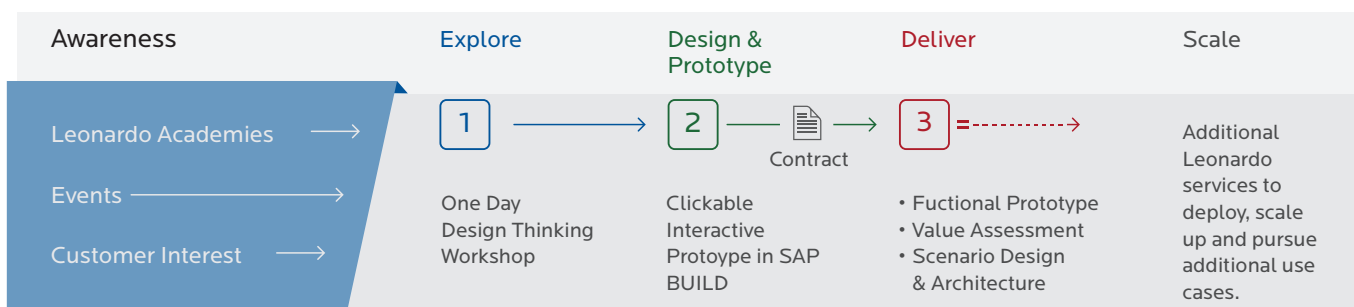 Awareness
Leonardo Academies
Events
Customer Interest
Explore
1
One Day
Design Thinking
Workshop
Design &
Prototype
2
Contract
Clickable
Interactive
Protoype in SAP
BUILD
Deliver
3
• Fuctional Prototype
• Value Assessment
• Scenario Design
& Architecture
Scale
Additional
Leonardo
services to
deploy, scale
up and pursue
additional use
cases.